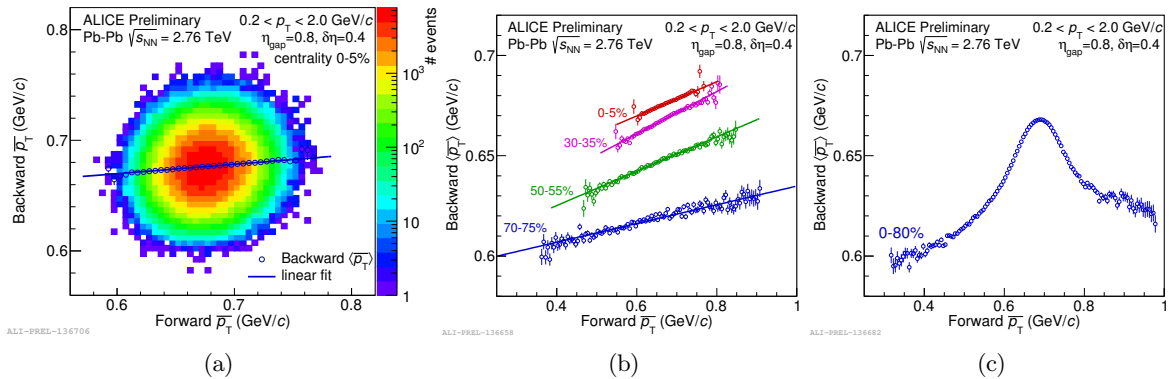 ALICE Preliminary
Pb-Pb √sNN = 2.76 TeV
0.2 < pT < 2.0 GeV/c
ηgap=0.8, δη=0.4
centrality 0-5%
# events
10³
10²
10
1
0.8
0.7
0.6
Backward p̅T (GeV/c)
Backward ⟨p̅T⟩
linear fit
0.6 0.7 0.8
Forward p̅T (GeV/c)
ALI-PREL-136706
(a)
ALICE Preliminary
Pb-Pb √sNN = 2.76 TeV
0.2 < pT < 2.0 GeV/c
ηgap=0.8, δη=0.4
0.7
0.65
0.6
Backward ⟨p̅T⟩ (GeV/c)
0-5%
30-35%
50-55%
70-75%
0.4 0.6 0.8 1
Forward p̅T (GeV/c)
ALI-PREL-136658
(b)
ALICE Preliminary
Pb-Pb √sNN = 2.76 TeV
0.2 < pT < 2.0 GeV/c
ηgap=0.8, δη=0.4
0.7
0.65
0.6
Backward ⟨p̅T⟩ (GeV/c)
0-80%
0.4 0.6 0.8 1
Forward p̅T (GeV/c)
ALI-PREL-136682
(c)